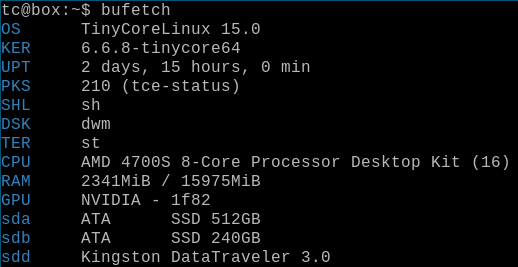 tc@box:~$ bufetch
OS      TinyCoreLinux 15.0
KER     6.6.8-tinycore64
UPT     2 days, 15 hours, 0 min
PKS     210 (tce-status)
SHL     sh
DSK     dwm
TER     st
CPU     AMD 4700S 8-Core Processor Desktop Kit (16)
RAM     2341MiB / 15975MiB
GPU     NVIDIA - 1f82
sda     ATA      SSD 512GB
sdb     ATA      SSD 240GB
sdd     Kingston DataTraveler 3.0